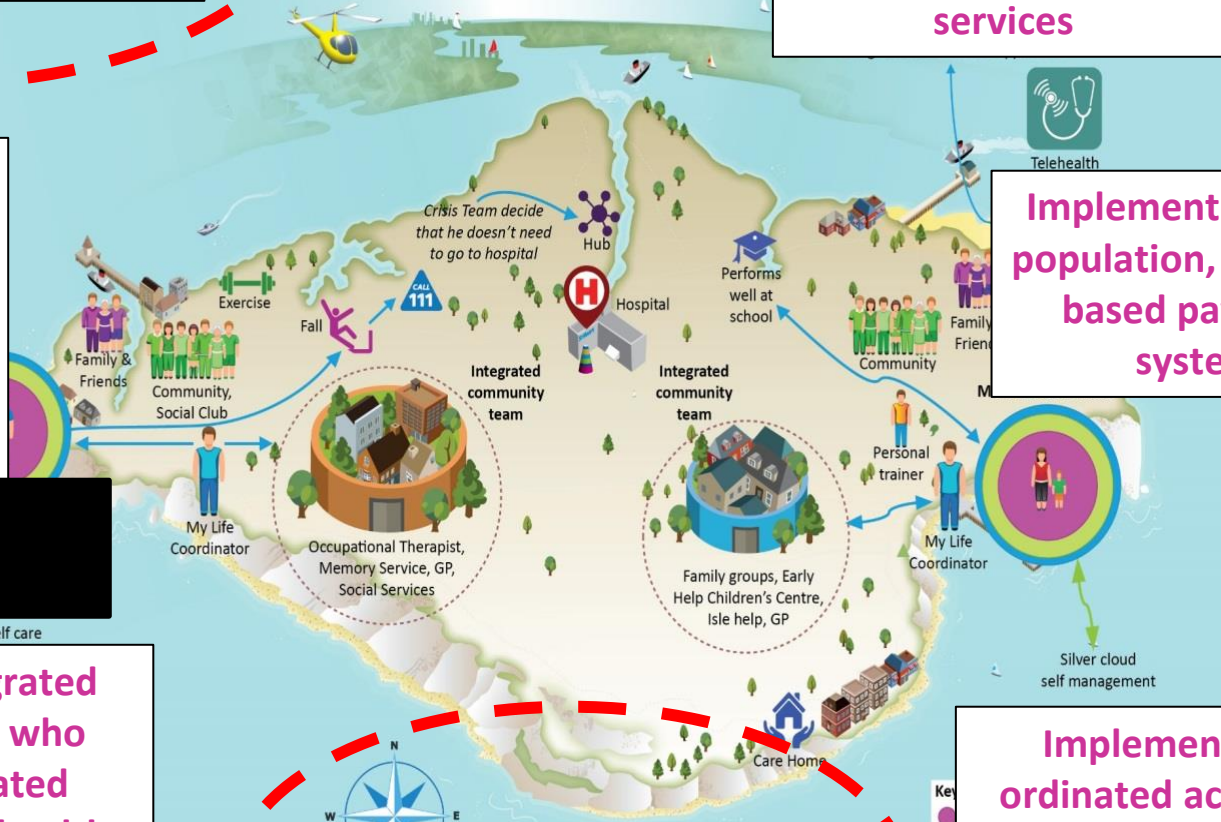 services
Telehealth
Implement
population,
based pa
syste
Crisis Team decide
that he doesn't need
to go to hospital
Hub
CALL
111
Exercise
Fall
Hospital
Performs
well at
school
Family &
Friends
Community,
Social Club
Integrated
community
team
Integrated
community
team
Family
Frien
Community
M
Personal
trainer
My Life
Coordinator
My Life
Coordinator
Occupational Therapist,
Memory Service, GP,
Social Services
Family groups, Early
Help Children's Centre,
Isle help, GP
elf care
grated
who
ated
Silver cloud
self management
Care Home
Implemen
ordinated ac
Key
N
W
E
H